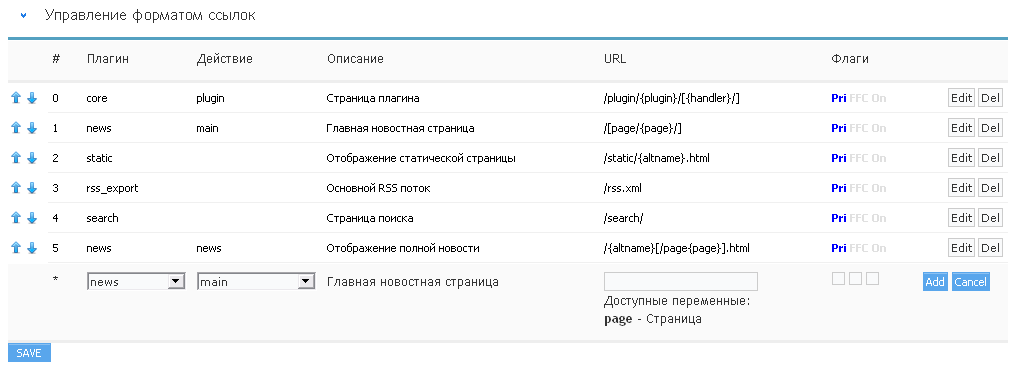 Управление форматом ссылок
# Плагин Действие Описание URL Флаги
0 core plugin Страница плагина /plugin/{plugin}/[{handler}/] Pri FFC On Edit Del
1 news main Главная новостная страница /[page/{page}/] Pri FFC On Edit Del
2 static Отображение статической страницы /static/{altname}.html Pri FFC On Edit Del
3 rss_export Основной RSS поток /rss.xml Pri FFC On Edit Del
4 search Страница поиска /search/ Pri FFC On Edit Del
5 news news Отображение полной новости /{altname}[/page{page}].html Pri FFC On Edit Del
* news main Главная новостная страница Add Cancel
Доступные переменные:
page - Страница
SAVE